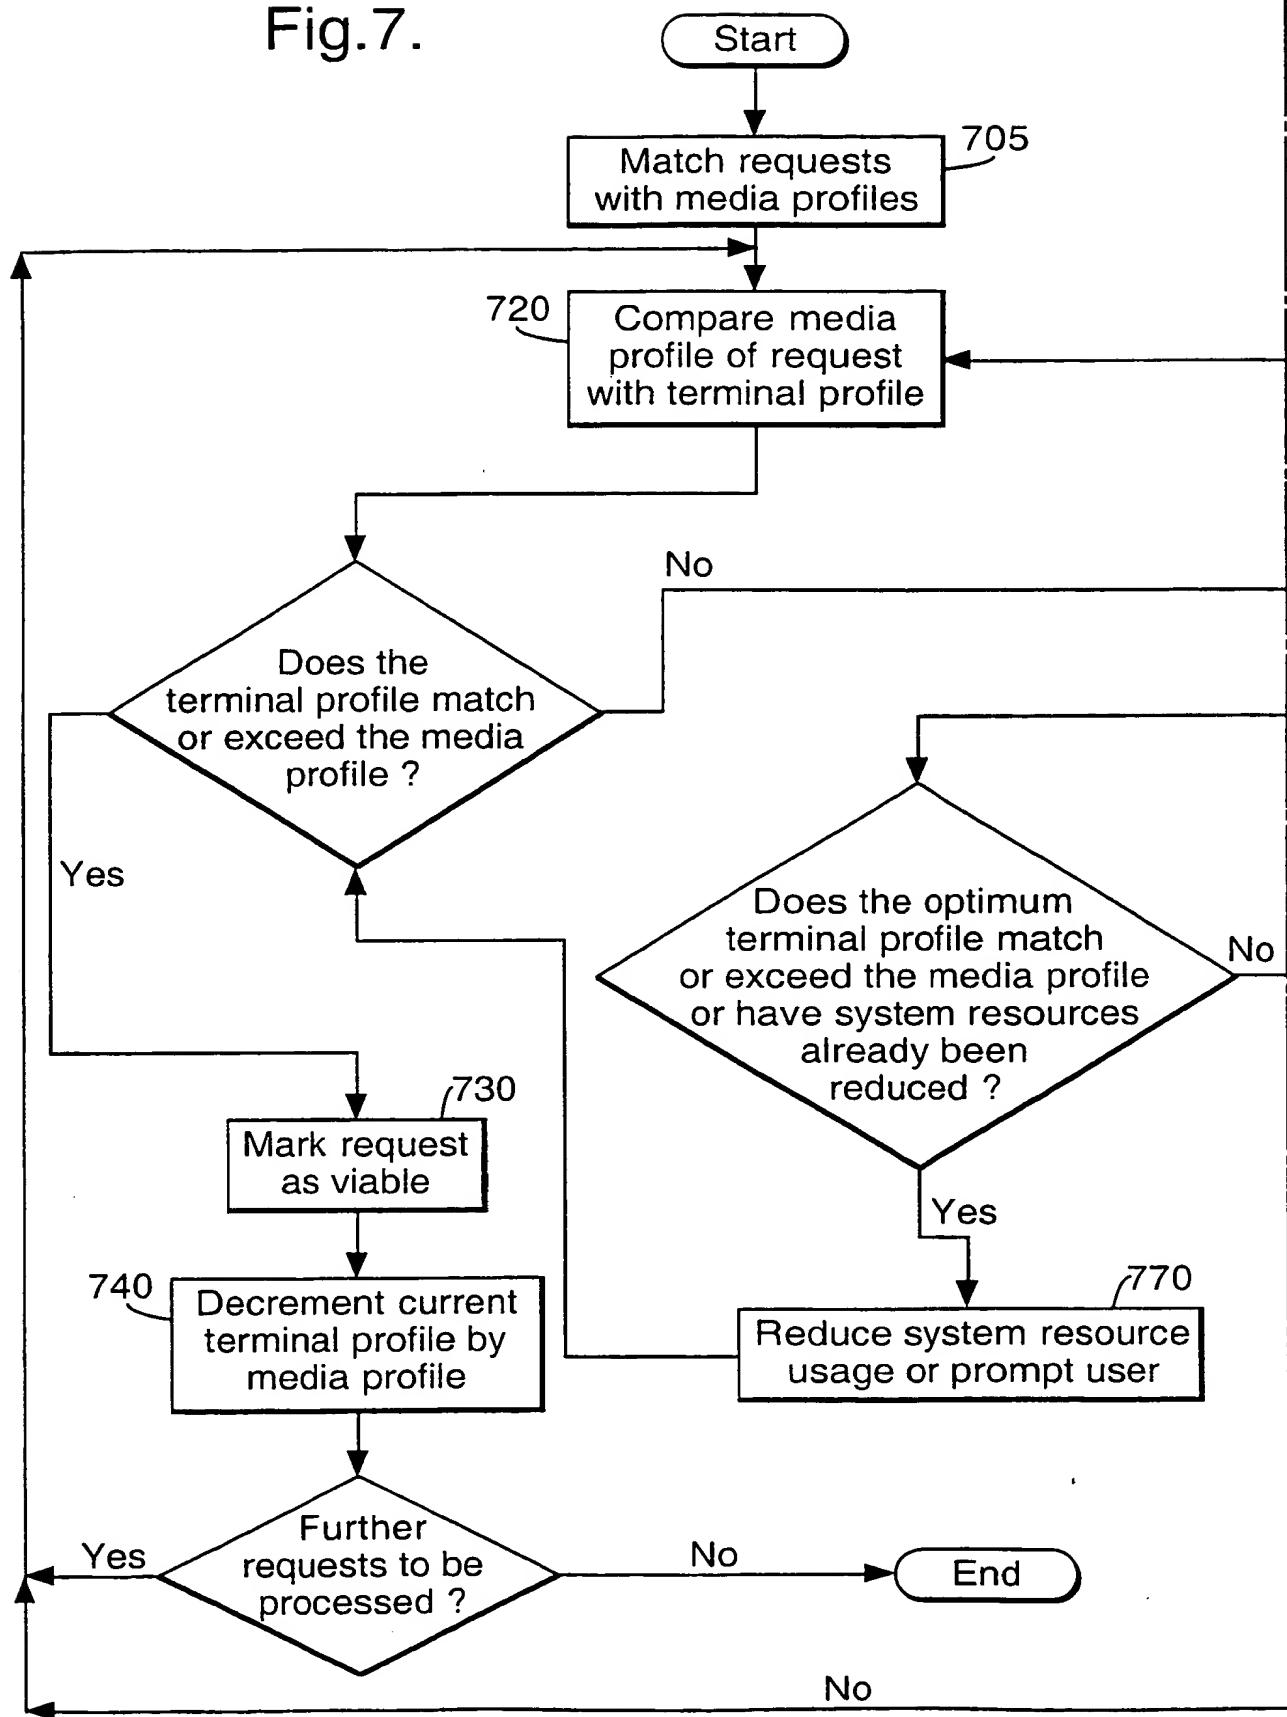 Fig.7.
Start
705
Match requests
with media profiles
720
Compare media
profile of request
with terminal profile
No
Does the
terminal profile match
or exceed the media
profile ?
Yes
Does the optimum
terminal profile match
or exceed the media profile
or have system resources
already been
reduced ?
No
730
Mark request
as viable
Yes
740
Decrement current
terminal profile by
media profile
770
Reduce system resource
usage or prompt user
Further
requests to be
processed ?
Yes
No
End
No